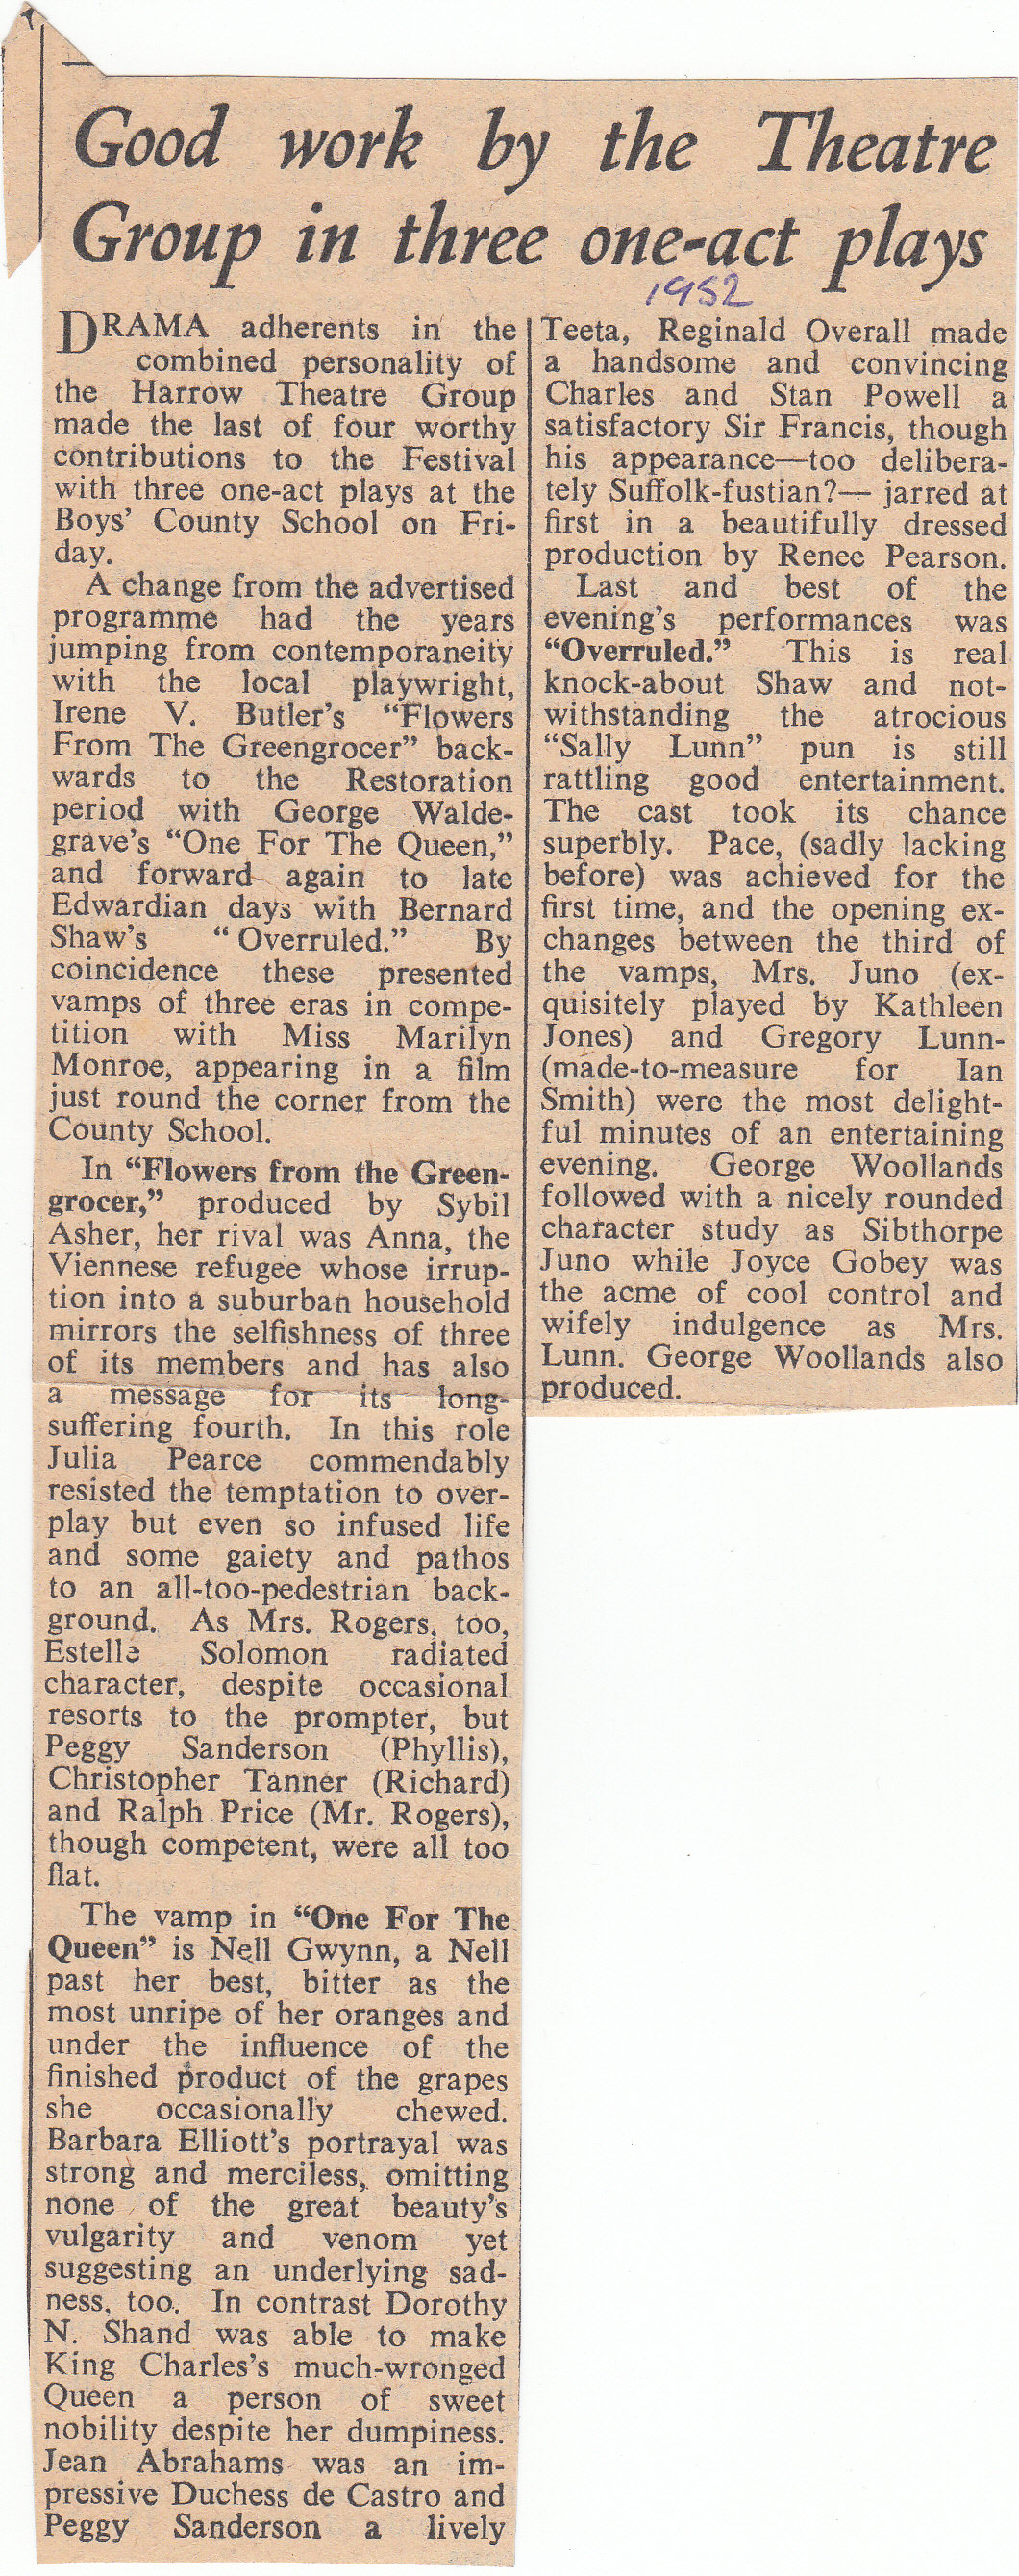 Good work by the Theatre
Group in three one-act plays
1952
DRAMA adherents in the
combined personality of
the Harrow Theatre Group
made the last of four worthy
contributions to the Festival
with three one-act plays at the
Boys' County School on Fri-
day.
A change from the advertised
programme had the years
jumping from contemporaneity
with the local playwright,
Irene V. Butler's “Flowers
From The Greengrocer” back-
wards to the Restoration
period with George Walde-
grave's “One For The Queen,”
and forward again to late
Edwardian days with Bernard
Shaw's “Overruled.” By
coincidence these presented
vamps of three eras in compe-
tition with Miss Marilyn
Monroe, appearing in a film
just round the corner from the
County School.
In “Flowers from the Green-
grocer,” produced by Sybil
Asher, her rival was Anna, the
Viennese refugee whose irrup-
tion into a suburban household
mirrors the selfishness of three
of its members and has also
a message for its long-
suffering fourth. In this role
Julia Pearce commendably
resisted the temptation to over-
play but even so infused life
and some gaiety and pathos
to an all-too-pedestrian back-
ground. As Mrs. Rogers, too,
Estelle Solomon radiated
character, despite occasional
resorts to the prompter, but
Peggy Sanderson (Phyllis),
Christopher Tanner (Richard)
and Ralph Price (Mr. Rogers),
though competent, were all too
flat.
The vamp in “One For The
Queen” is Nell Gwynn, a Nell
past her best, bitter as the
most unripe of her oranges and
under the influence of the
finished product of the grapes
she occasionally chewed.
Barbara Elliott's portrayal was
strong and merciless, omitting
none of the great beauty's
vulgarity and venom yet
suggesting an underlying sad-
ness, too. In contrast Dorothy
N. Shand was able to make
King Charles's much-wronged
Queen a person of sweet
nobility despite her dumpiness.
Jean Abrahams was an im-
pressive Duchess de Castro and
Peggy Sanderson a lively
Teeta, Reginald Overall made
a handsome and convincing
Charles and Stan Powell a
satisfactory Sir Francis, though
his appearance—too delibera-
tely Suffolk-fustian?— jarred at
first in a beautifully dressed
production by Renee Pearson.
Last and best of the
evening's performances was
“Overruled.” This is real
knock-about Shaw and not-
withstanding the atrocious
“Sally Lunn” pun is still
rattling good entertainment.
The cast took its chance
superbly. Pace, (sadly lacking
before) was achieved for the
first time, and the opening ex-
changes between the third of
the vamps, Mrs. Juno (ex-
quisitely played by Kathleen
Jones) and Gregory Lunn-
(made-to-measure for Ian
Smith) were the most delight-
ful minutes of an entertaining
evening. George Woollands
followed with a nicely rounded
character study as Sibthorpe
Juno while Joyce Gobey was
the acme of cool control and
wifely indulgence as Mrs.
Lunn. George Woollands also
produced.